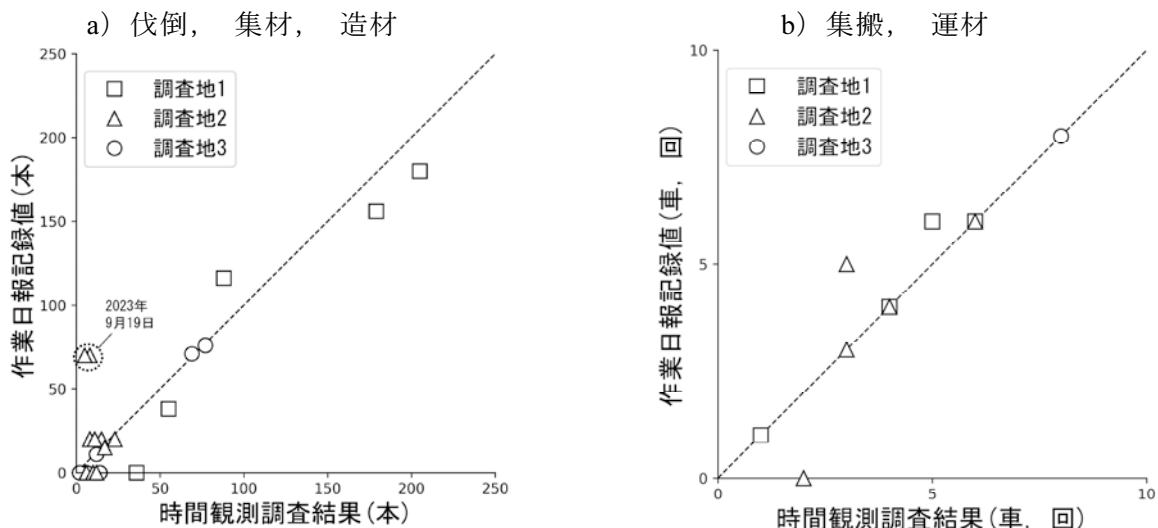 a）伐倒， 集材， 造材
250
200
150
100
50
0
作業日報記録値(本)
調査地1
調査地2
調査地3
2023年
9月19日
0 50 100 150 200 250
時間観測調査結果(本)
b）集搬， 運材
10
5
0
作業日報記録値(車，回)
調査地1
調査地2
調査地3
0 5 10
時間観測調査結果(車，回)